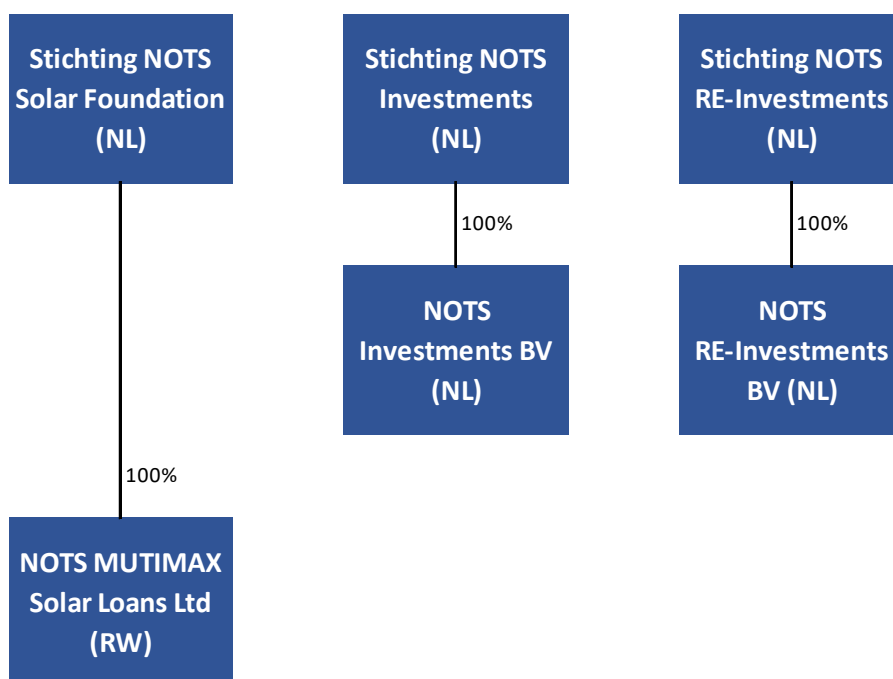 Stichting NOTS
Solar Foundation
(NL)
Stichting NOTS
Investments
(NL)
Stichting NOTS
RE-Investments
(NL)
100%
100%
NOTS
Investments BV
(NL)
NOTS
RE-Investments
BV (NL)
100%
NOTS MUTIMAX
Solar Loans Ltd
(RW)